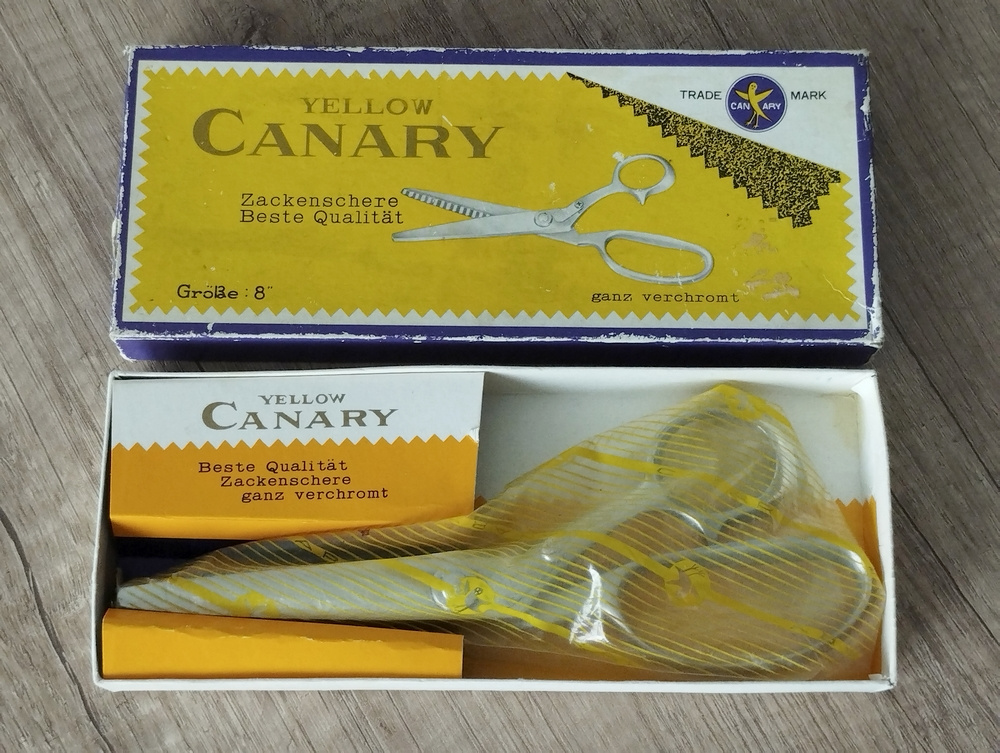 YELLOW
CANARY
TRADE CANARY MARK
Zackenschere
Beste Qualität
Größe : 8"
ganz verchromt
YELLOW
CANARY
Beste Qualität
Zackenschere
ganz verchromt